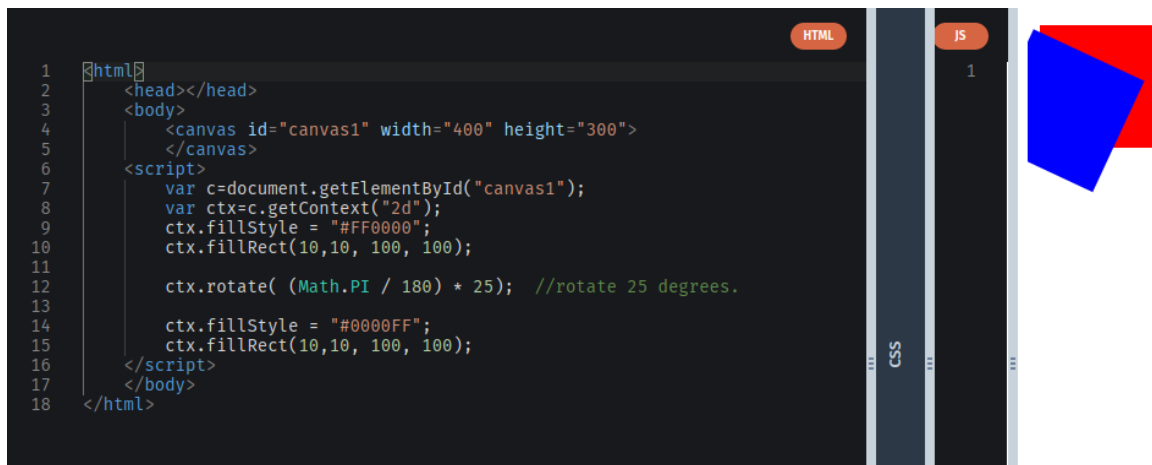 HTML
1 <html>
2 <head></head>
3 <body>
4 <canvas id="canvas1" width="400" height="300">
5 </canvas>
6 <script>
7 var c=document.getElementById("canvas1");
8 var ctx=c.getContext("2d");
9 ctx.fillStyle = "#FF0000";
10 ctx.fillRect(10,10, 100, 100);
11
12 ctx.rotate( (Math.PI / 180) * 25);  //rotate 25 degrees.
13
14 ctx.fillStyle = "#0000FF";
15 ctx.fillRect(10,10, 100, 100);
16 </script>
17 </body>
18 </html>
CSS
JS
1